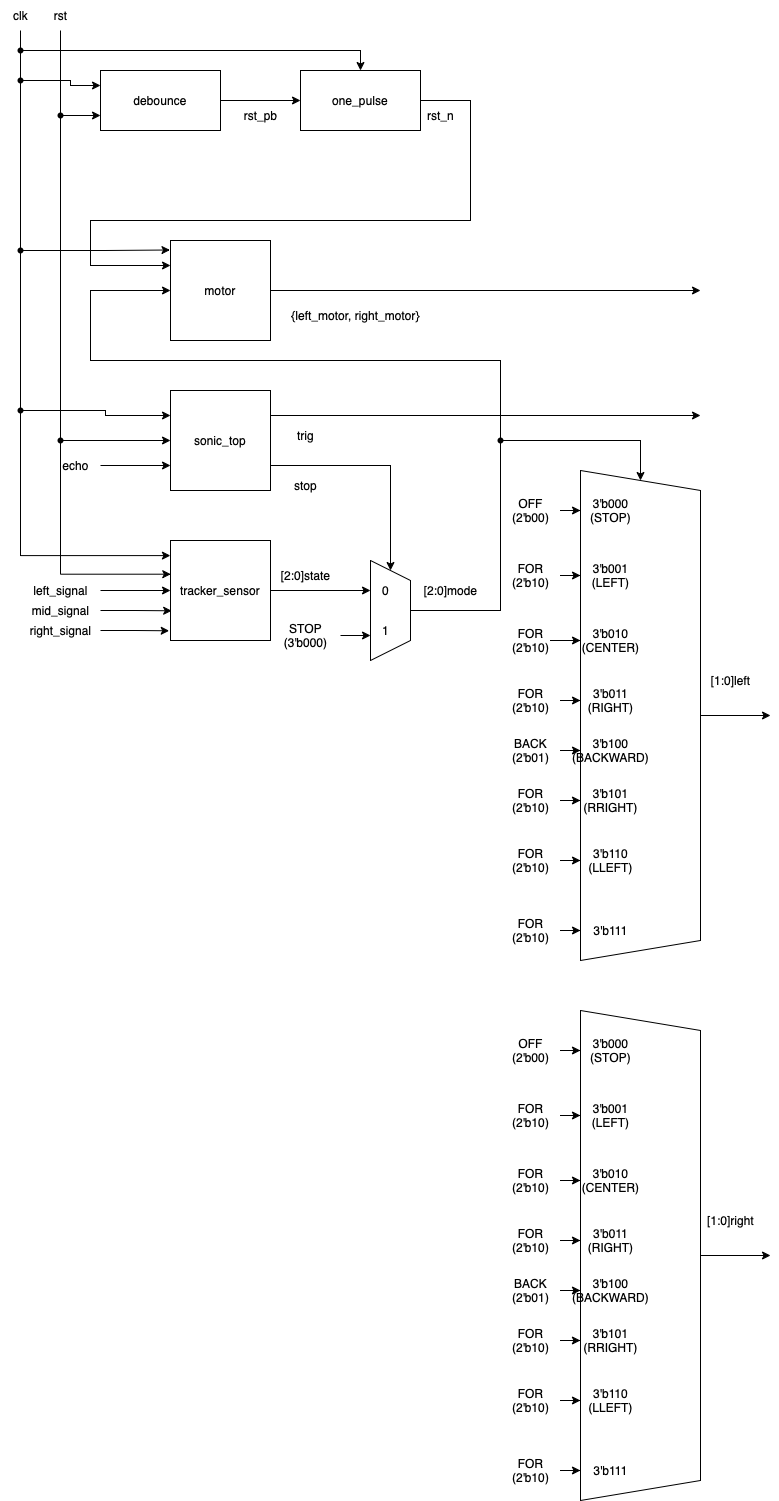 clk rst
debounce
rst_pb
one_pulse
rst_n
motor
{left_motor, right_motor}
sonic_top
echo
trig
stop
tracker_sensor
left_signal
mid_signal
right_signal
[2:0]state
STOP
(3'b000)
0
1
[2:0]mode
OFF
(2'b00)
3'b000
(STOP)
FOR
(2'b10)
3'b001
(LEFT)
FOR
(2'b10)
3'b010
(CENTER)
FOR
(2'b10)
3'b011
(RIGHT)
BACK
(2'b01)
3'b100
(BACKWARD)
FOR
(2'b10)
3'b101
(RRIGHT)
FOR
(2'b10)
3'b110
(LLEFT)
FOR
(2'b10)
3'b111
[1:0]left
OFF
(2'b00)
3'b000
(STOP)
FOR
(2'b10)
3'b001
(LEFT)
FOR
(2'b10)
3'b010
(CENTER)
FOR
(2'b10)
3'b011
(RIGHT)
BACK
(2'b01)
3'b100
(BACKWARD)
FOR
(2'b10)
3'b101
(RRIGHT)
FOR
(2'b10)
3'b110
(LLEFT)
FOR
(2'b10)
3'b111
[1:0]right